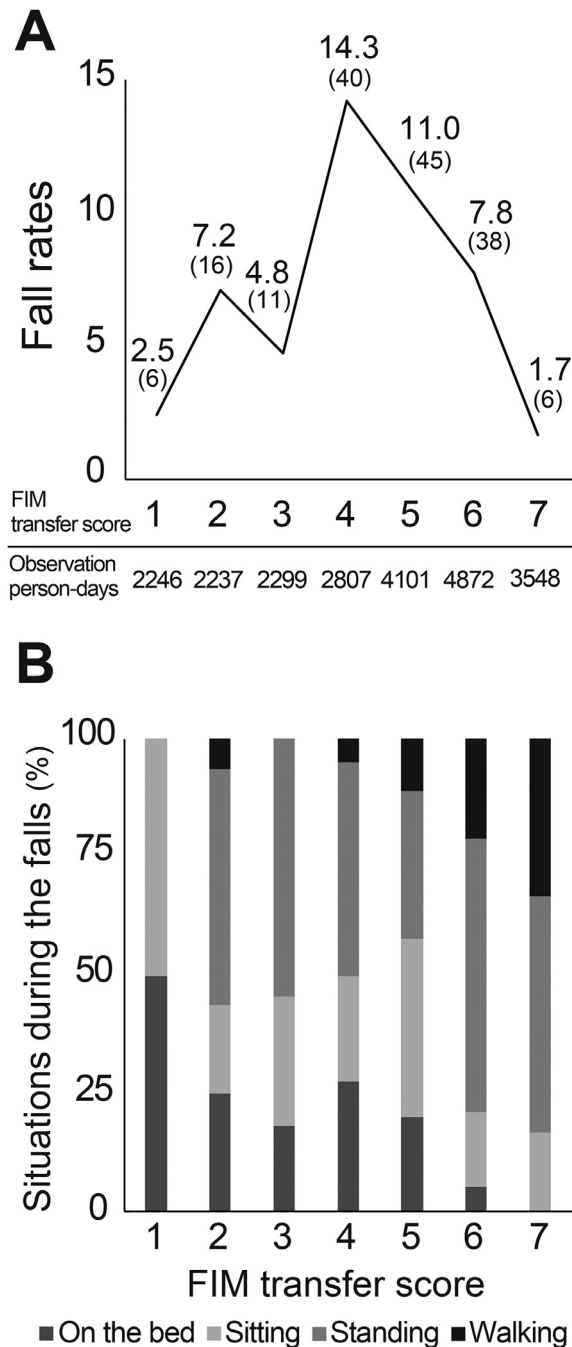 A
15
14.3
(40)
11.0
(45)
10
7.8
(38)
7.2
(16)
4.8
(11)
5
2.5
(6)
1.7
(6)
0
Fall rates
FIM
transfer score 1 2 3 4 5 6 7
Observation
person-days 2246 2237 2299 2807 4101 4872 3548
B
100
75
50
25
0
Situations during the falls (%)
1 2 3 4 5 6 7
FIM transfer score
On the bed Sitting Standing Walking